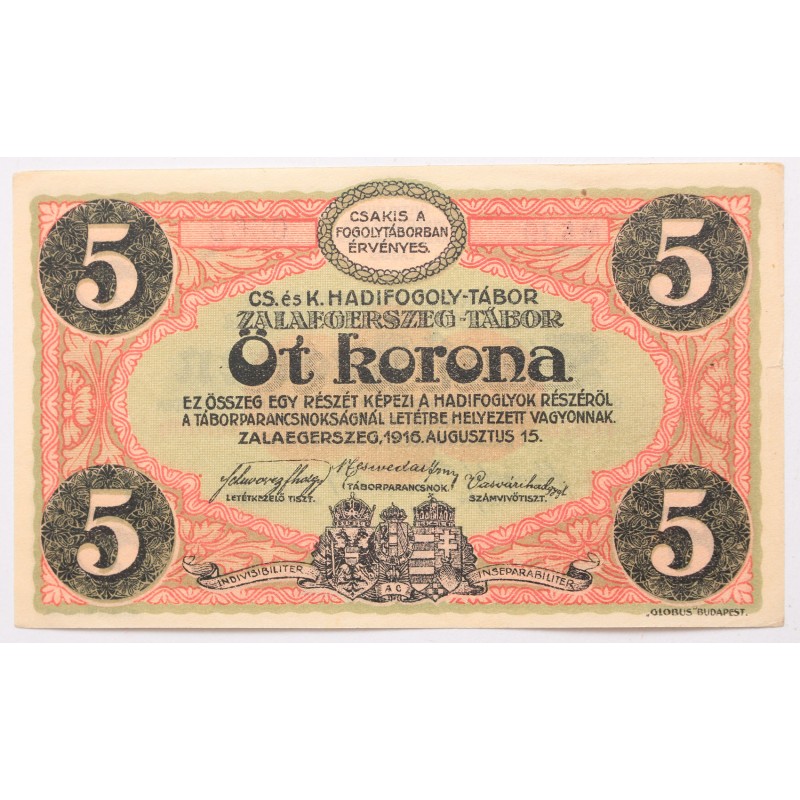 CSAKIS A
FOGOLYTÁBORBAN
ÉRVÉNYES.
5 5
CS. és K. HADIFOGOLY-TÁBOR
ZALAEGERSZEG-TÁBOR
Öt korona
EZ ÖSSZEG EGY RÉSZÉT KÉPEZI A HADIFOGLYOK RÉSZÉRŐL
A TÁBORPARANCSNOKSÁGNÁL LETÉTBE HELYEZETT VAGYONNAK.
ZALAEGERSZEG, 1916. AUGUSZTUS 15.
LETÉTKEZELŐ TISZT. TÁBORPARANCSNOK. SZÁMVIVŐTISZT.
5 5
INDIVISIBILITER AC INSEPARABILITER
„GLOBUS" BUDAPEST.